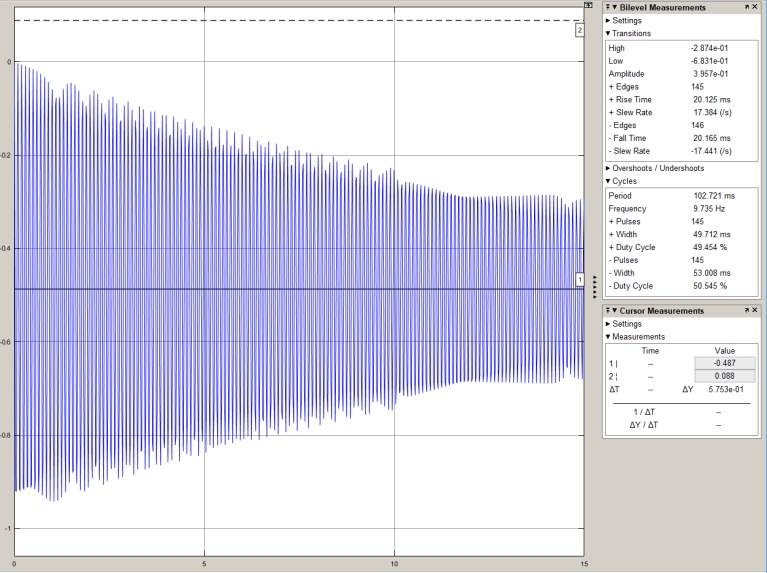 2
0
-0.2
-0.4
1
-0.6
-0.8
-1
0 5 10 15
Bilevel Measurements
Settings
Transitions
High -2.874e-01
Low -6.831e-01
Amplitude 3.957e-01
+ Edges 145
+ Rise Time 20.125 ms
+ Slew Rate 17.384 (/s)
- Edges 146
- Fall Time 20.165 ms
- Slew Rate -17.441 (/s)
Overshoots / Undershoots
Cycles
Period 102.721 ms
Frequency 9.735 Hz
+ Pulses 145
+ Width 49.712 ms
+ Duty Cycle 49.454 %
- Pulses 145
- Width 53.008 ms
- Duty Cycle 50.545 %
Cursor Measurements
Settings
Measurements
Time Value
1 | -- -0.487
2 ¦ -- 0.088
ΔT -- ΔY 5.753e-01
1 / ΔT --
ΔY / ΔT --